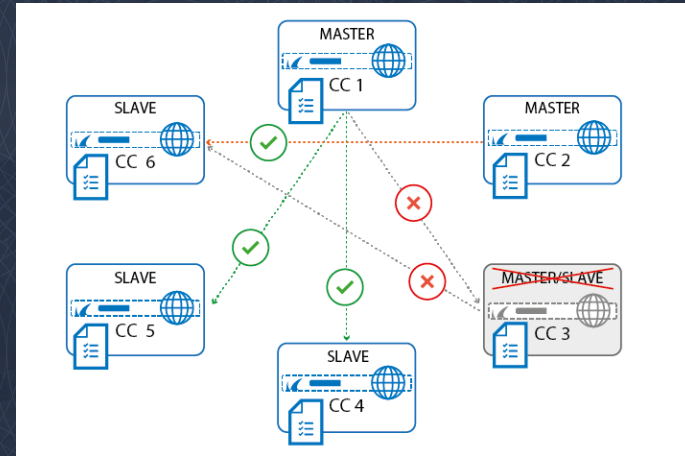 MASTER
CC 1
SLAVE
CC 6
MASTER
CC 2
SLAVE
CC 5
MASTER/SLAVE
CC 3
SLAVE
CC 4